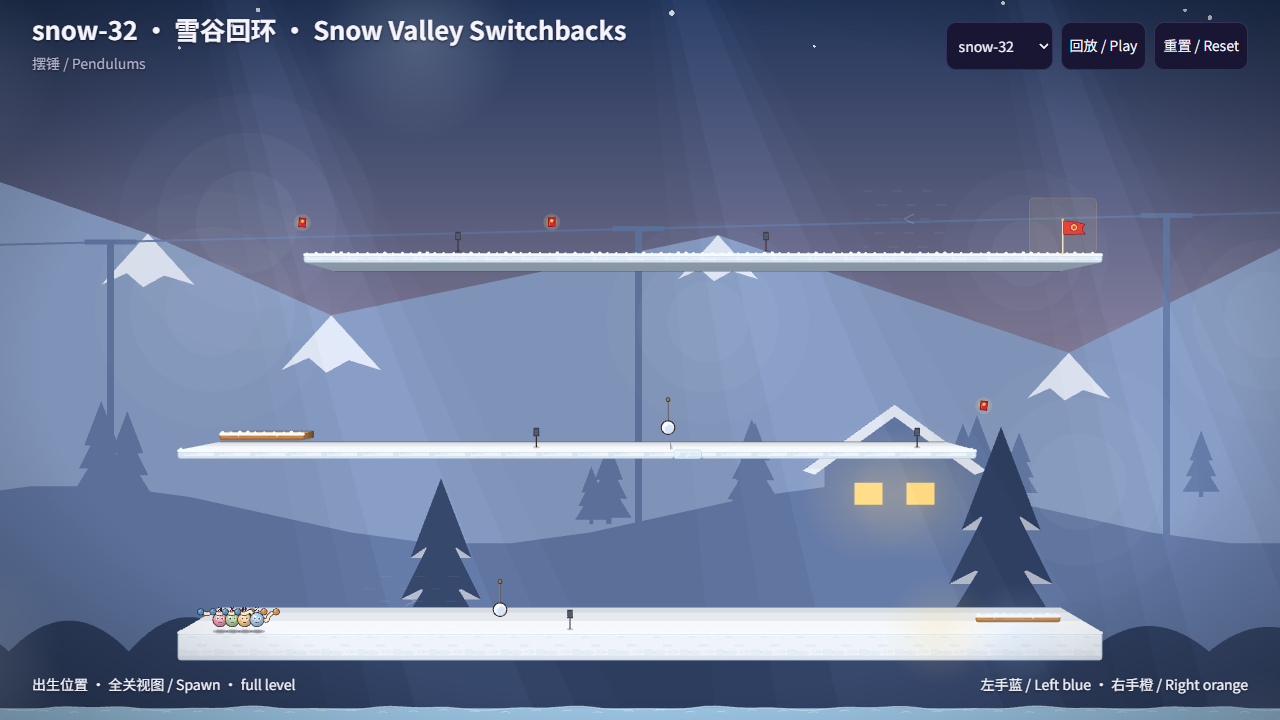 snow-32 • 雪谷回环 • Snow Valley Switchbacks
摆锤 / Pendulums
snow-32
回放 / Play
重置 / Reset
出生位置 • 全关视图 / Spawn • full level
左手蓝 / Left blue • 右手橙 / Right orange